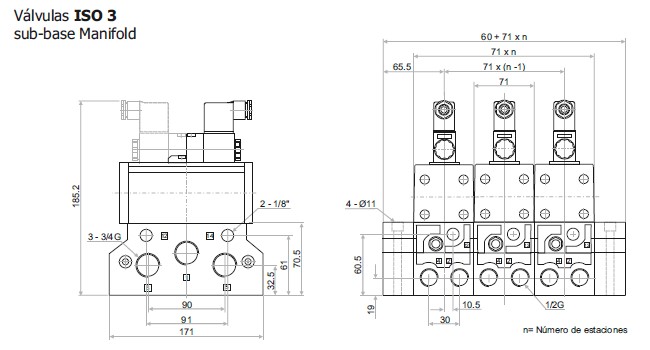 Válvulas ISO 3
sub-base Manifold
60 + 71 x n
71 x n
65.5
71 x (n -1)
71
185.2
2 - 1/8"
4 - Ø11
12
14
3 - 3/4G
70.5
61
32.5
60.5
90
91
171
19
10.5
30
1/2G
n= Número de estaciones